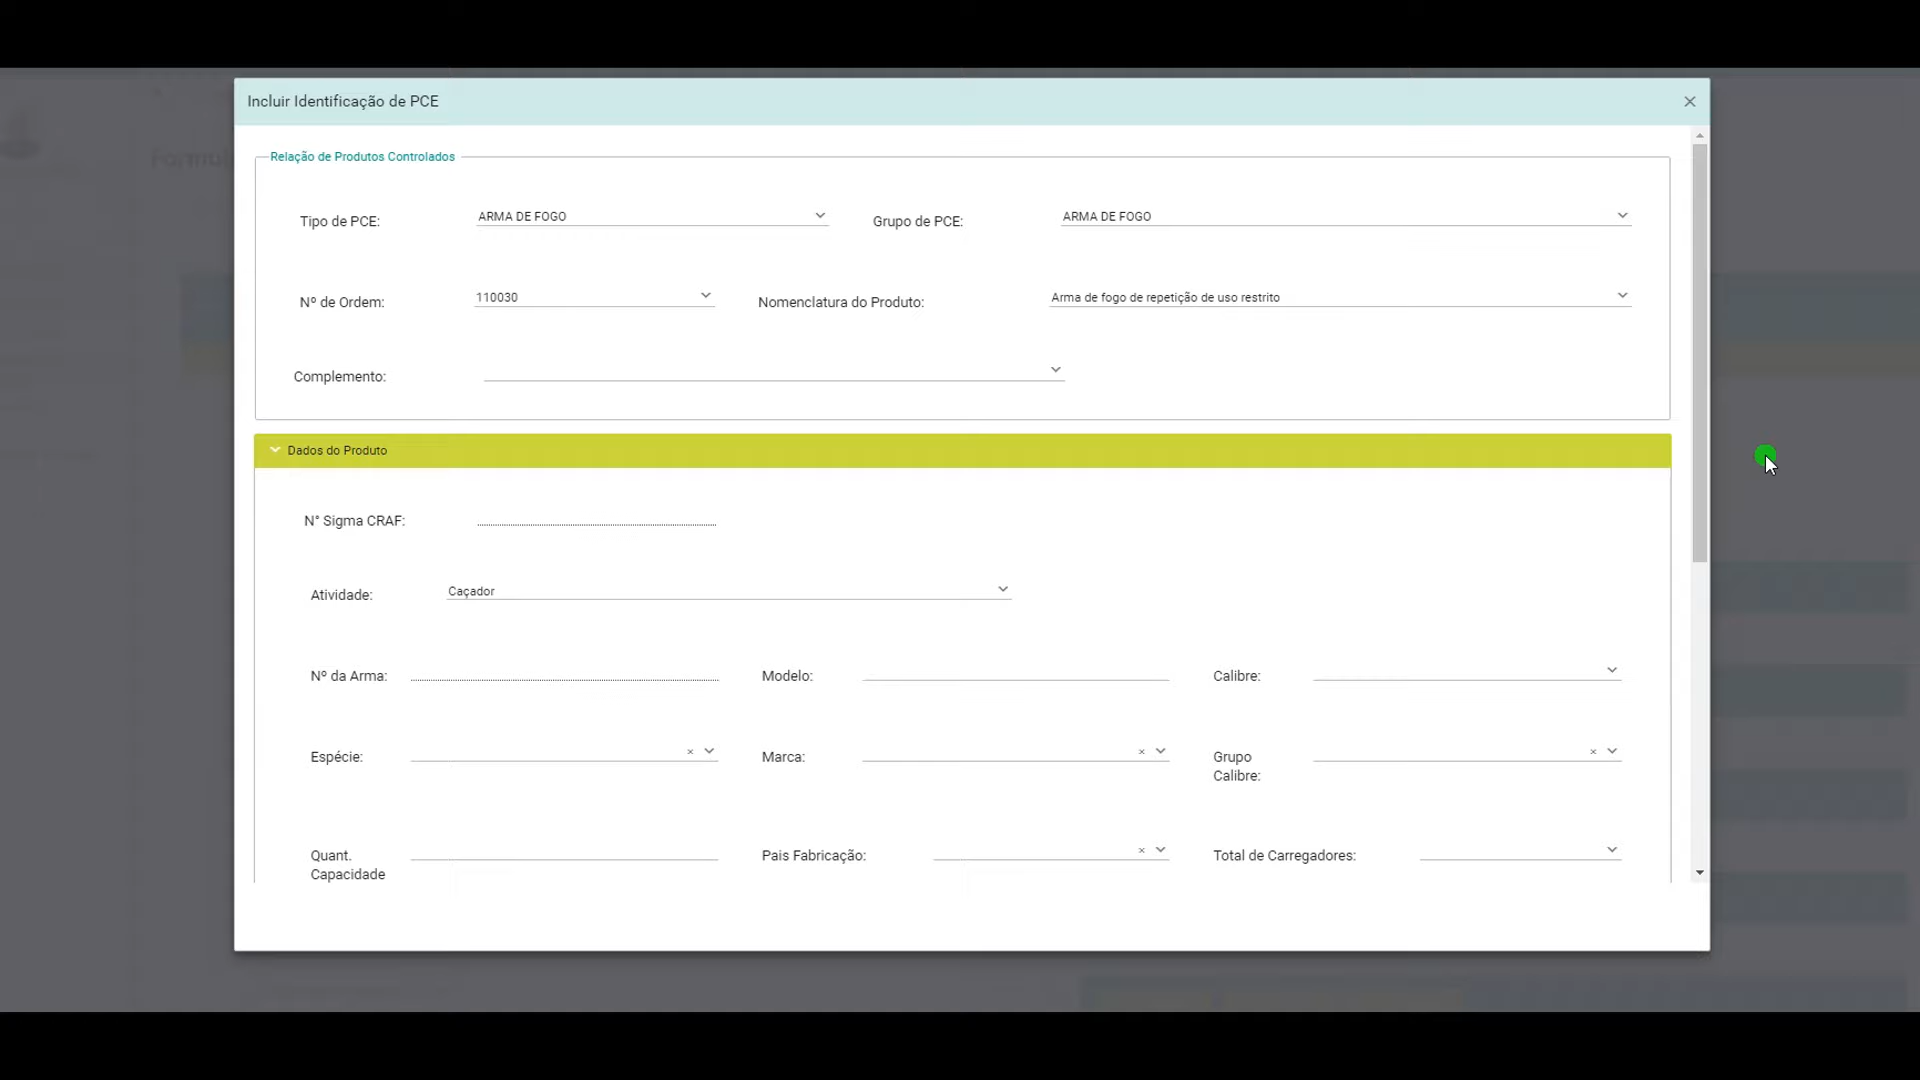 Incluir Identificação de PCE
Relação de Produtos Controlados
Tipo de PCE: ARMA DE FOGO Grupo de PCE: ARMA DE FOGO
Nº de Ordem: 110030 Nomenclatura do Produto: Arma de fogo de repetição de uso restrito
Complemento:
Dados do Produto
N° Sigma CRAF:
Atividade: Caçador
Nº da Arma: Modelo: Calibre:
Espécie: Marca: Grupo
Calibre:
Quant. Pais Fabricação: Total de Carregadores:
Capacidade